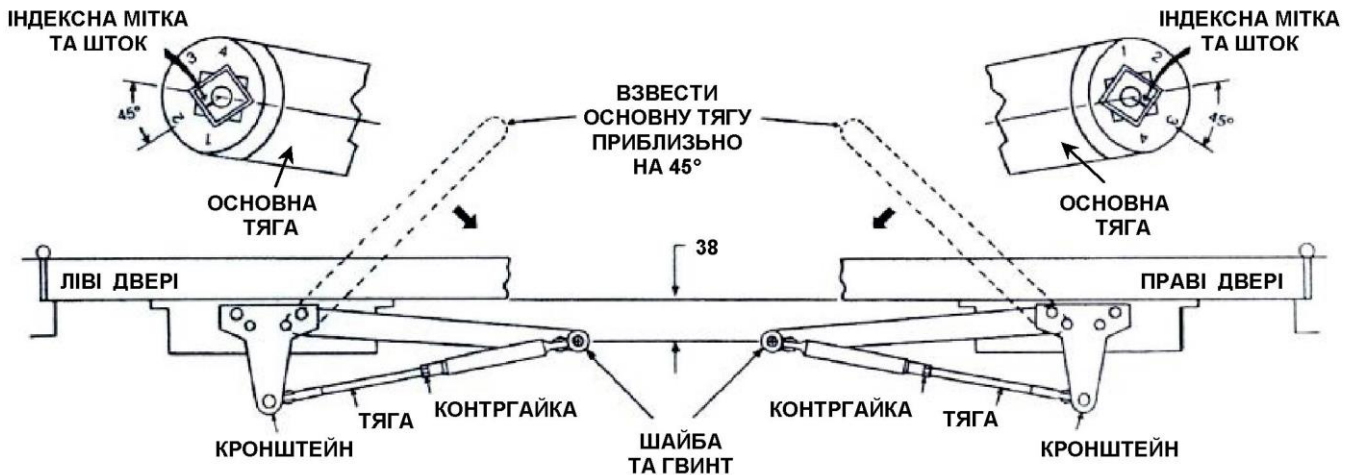 ІНДЕКСНА МІТКА
ТА ШТОК
3 4
2 1
45°
ОСНОВНА
ТЯГА
ВЗВЕСТИ
ОСНОВНУ ТЯГУ
ПРИБЛИЗЬНО
НА 45°
ІНДЕКСНА МІТКА
ТА ШТОК
1 2
4 3
45°
ОСНОВНА
ТЯГА
38
ЛІВІ ДВЕРІ
ПРАВІ ДВЕРІ
ТЯГА
КОНТРГАЙКА
КРОНШТЕЙН
ШАЙБА
ТА ГВИНТ
КОНТРГАЙКА
ТЯГА
КРОНШТЕЙН